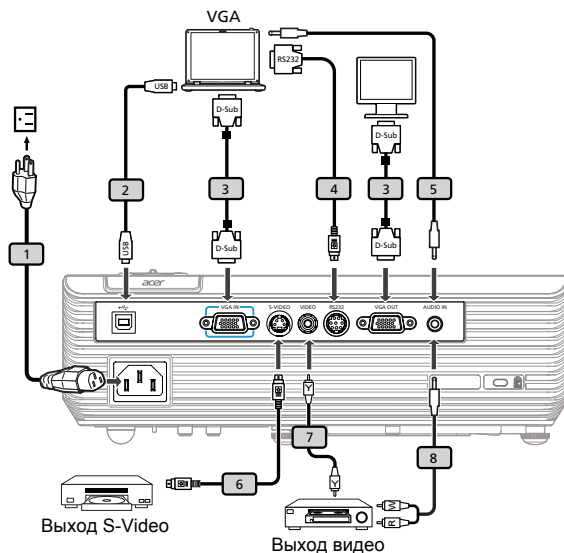 VGA
USB
RS232
D-Sub
D-Sub
2
3
4
3
5
1
USB
D-Sub
D-Sub
acer
VGA IN
S-VIDEO
VIDEO
RS232
VGA OUT
AUDIO IN
7
Y
8
6
Y
W
R
Выход S-Video
Выход видео